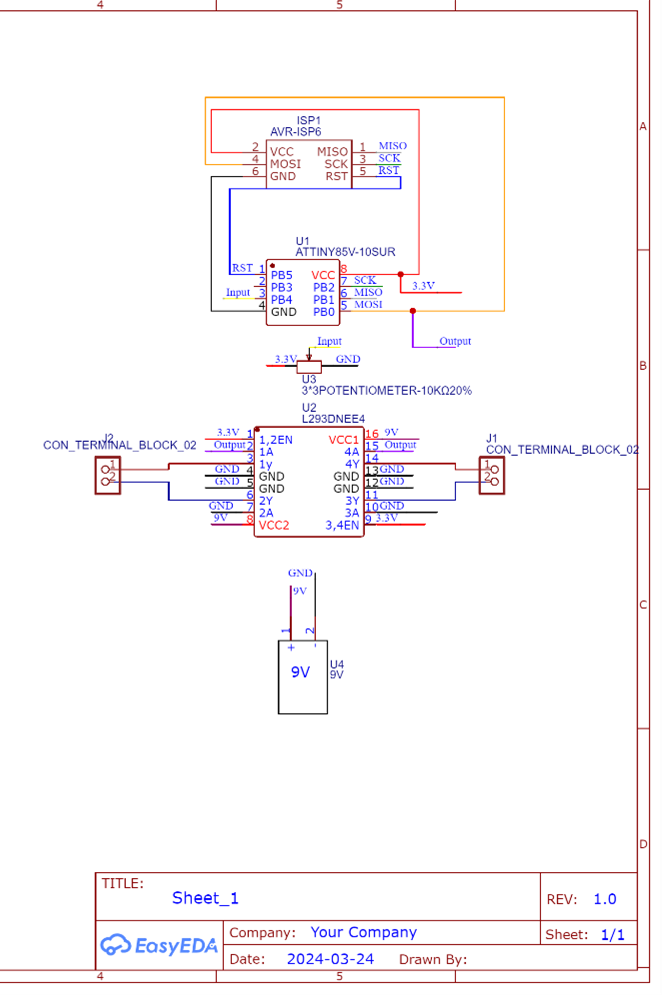 4 5
A
ISP1
AVR-ISP6
2 VCC MISO 1 MISO
4 MOSI SCK 3 SCK
6 GND RST 5 RST
U1
ATTINY85V-10SUR
RST 1 PB5 VCC 8
2 PB3 PB2 7 SCK
Input 3 PB4 PB1 6 MISO
4 GND PB0 5 MOSI
3.3V
Output
Input
B
3.3V GND
U3
3*3POTENTIOMETER-10KΩ20%
U2
L293DNEE4
J2
CON_TERMINAL_BLOCK_02
J1
CON_TERMINAL_BLOCK_02
3.3V 1 1,2EN VCC1 16 9V
Output 2 1A 4A 15 Output
1 3 1y 4Y 14 1
2 GND 4 GND GND 13 GND 2
GND 5 GND GND 12 GND
6 2Y 3Y 11
GND 7 2A 3A 10 GND
9V 8 VCC2 3,4EN 9 3.3V
GND
9V
C
1 2
+ -
9V
U4
9V
D
TITLE:
Sheet_1
REV: 1.0
EasyEDA
Company: Your Company
Sheet: 1/1
Date: 2024-03-24 Drawn By:
4 5